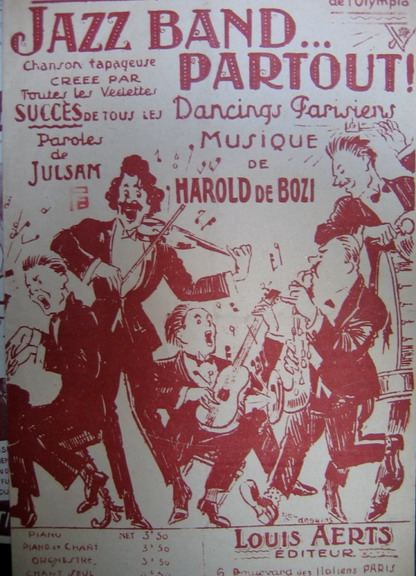 de l'Olympia
JAZZ BAND...
PARTOUT!
Chanson tapageuse
CREEE PAR
Toutes les Vedettes
SUCCÈS DE TOUS LES Dancings Parisiens
Paroles
de
JULSAM
MUSIQUE
DE
HAROLD DE BOZI
PIANO NET 3f50
PIANO ET CHANT 3f50
ORCHESTRE 3f50
CHANT SEUL
LOUIS AERTS
ÉDITEUR.
6 Boulevard des Italiens PARIS